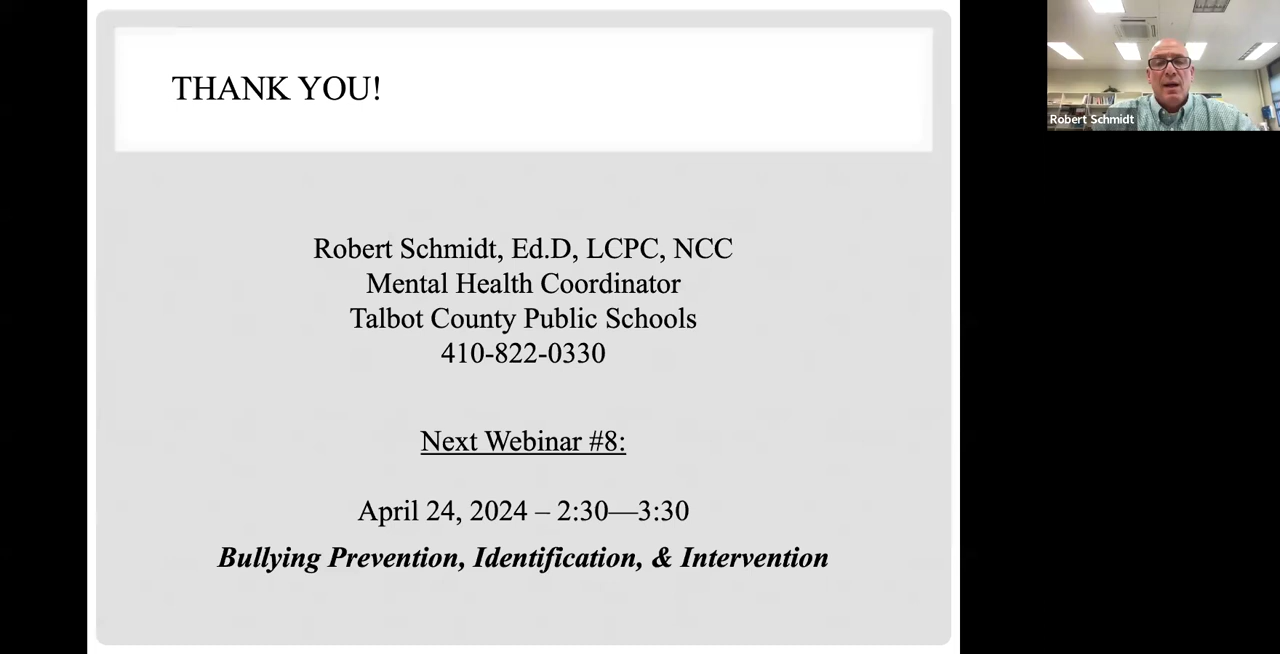 THANK YOU!
Robert Schmidt
Robert Schmidt, Ed.D, LCPC, NCC
Mental Health Coordinator
Talbot County Public Schools
410-822-0330
Next Webinar #8:
April 24, 2024 – 2:30—3:30
Bullying Prevention, Identification, & Intervention